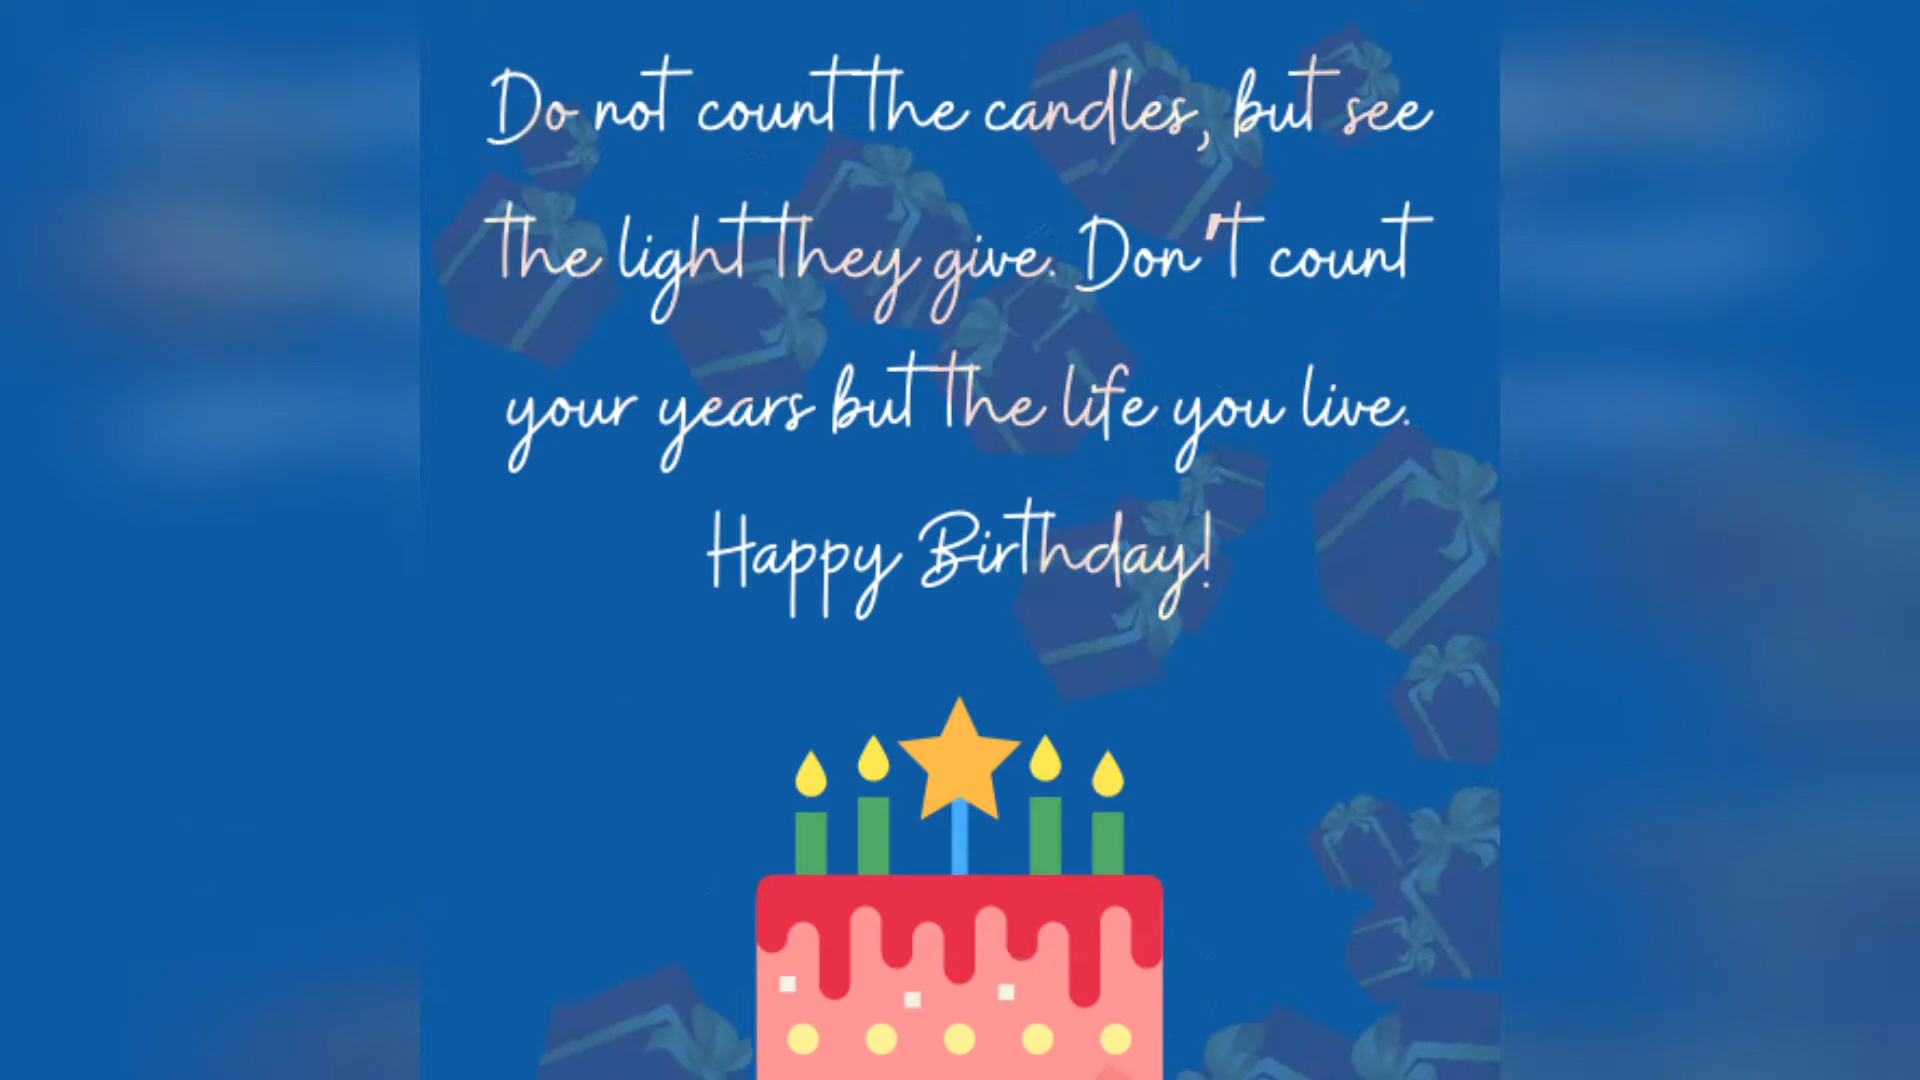 Do not count the candles, but see
the light they give. Don't count
your years but the life you live.
Happy Birthday!